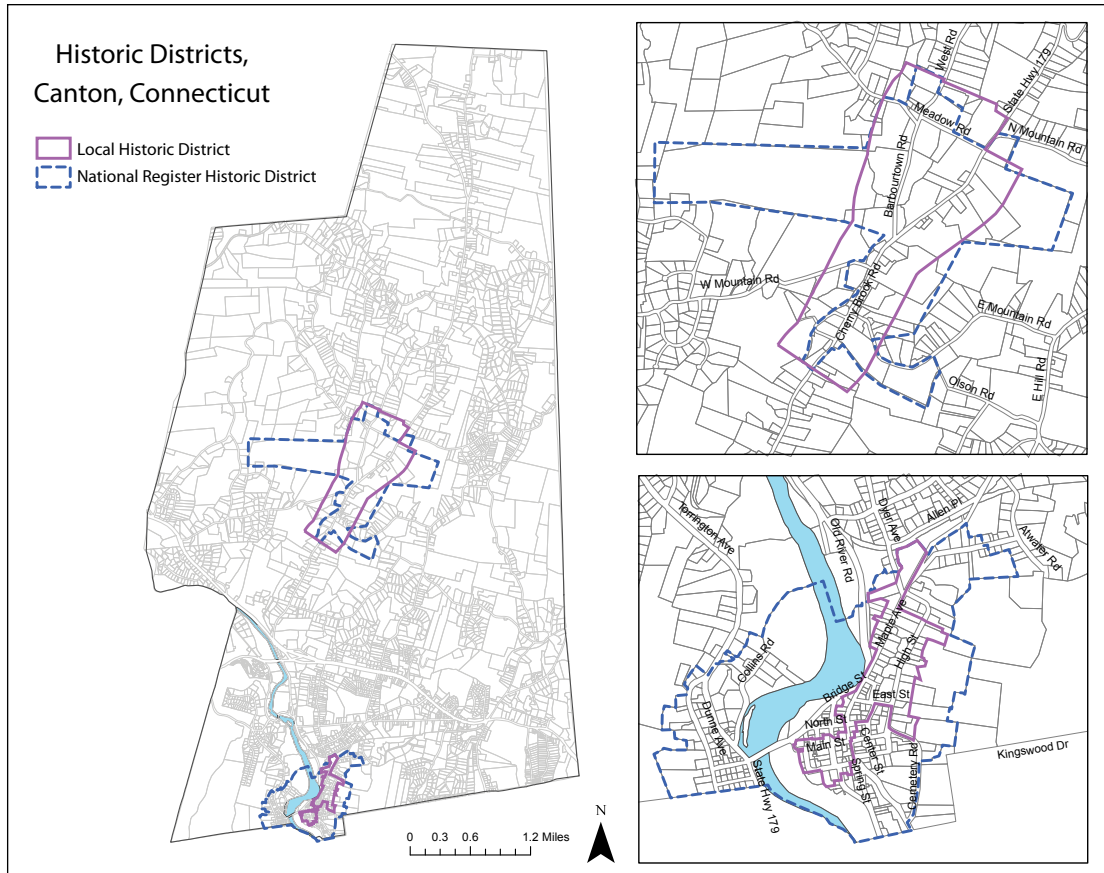 Historic Districts,
Canton, Connecticut
Local Historic District
National Register Historic District
N
0 0.3 0.6 1.2 Miles
West Rd
State Hwy 179
Meadow Rd
N Mountain Rd
Barbourtown Rd
W Mountain Rd
Cherry Brook Rd
E Mountain Rd
Olson Rd
E Hill Rd
Torrington Ave
Old River Rd
Dyer Ave
Allen Pl
Atwater Rd
Maple Ave
High St
Collins Rd
Bridge St
East St
Dunne Ave
North St
Main St
Center St
Kingswood Dr
Spring St
Cemetery Rd
State Hwy 179